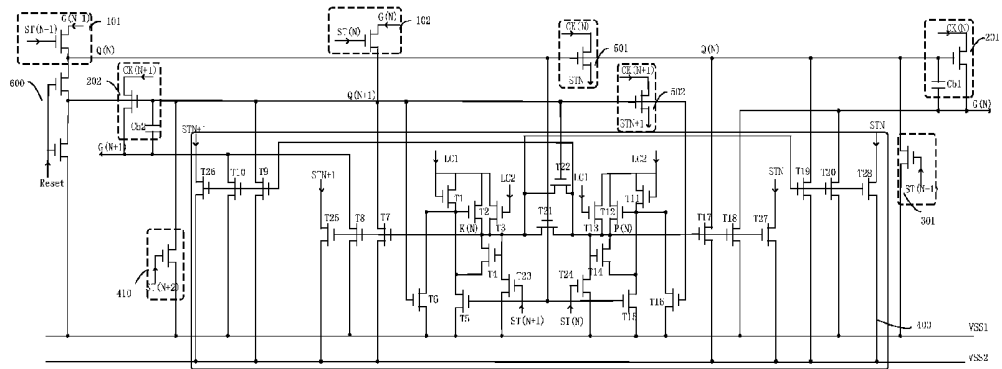 G(N-1)
101
ST(N-1)
Q(N)
600
202
CK(N+1)
Cb2
G(N+1)
Reset
STN+1
T26
T10
T9
410
ST(N+2)
G(N)
102
ST(N)
Q(N+1)
STN+1
T25
T8
T7
LC1
T1
T2
LC2
T3
K(N)
T4
T23
ST(N+1)
T6
T5
CK(N)
501
STN
CK(N+1)
502
STN+1
T22
T21
LC1
T12
T13
LC2
T11
P(N)
T24
T14
ST(N)
T15
T16
Q(N)
CK(N)
201
Cb1
G(N)
STN
T19
T20
T28
STN
T17
T18
T27
ST(N-1)
301
400
VSS1
VSS2